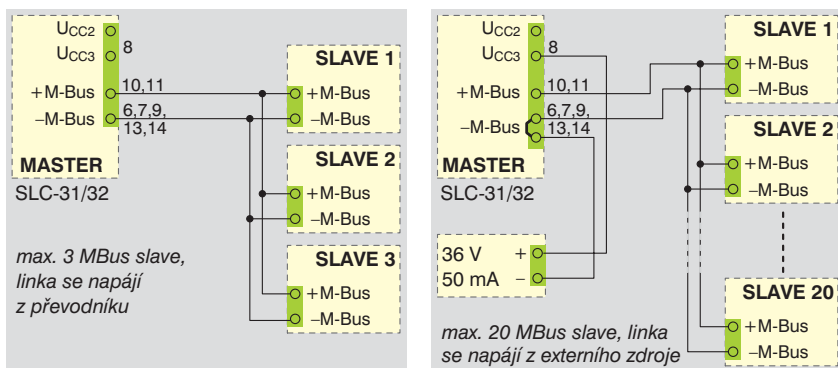 UCC2
UCC3
8
+M-Bus
10,11
–M-Bus
6,7,9,
13,14
MASTER
SLC-31/32
SLAVE 1
+M-Bus
–M-Bus
SLAVE 2
+M-Bus
–M-Bus
SLAVE 3
+M-Bus
–M-Bus
max. 3 MBus slave,
linka se napájí
z převodníku
UCC2
UCC3
8
+M-Bus
10,11
–M-Bus
6,7,9,
13,14
MASTER
SLC-31/32
36 V +
50 mA –
SLAVE 1
+M-Bus
–M-Bus
SLAVE 2
+M-Bus
–M-Bus
SLAVE 20
+M-Bus
–M-Bus
max. 20 MBus slave, linka
se napájí z externího zdroje